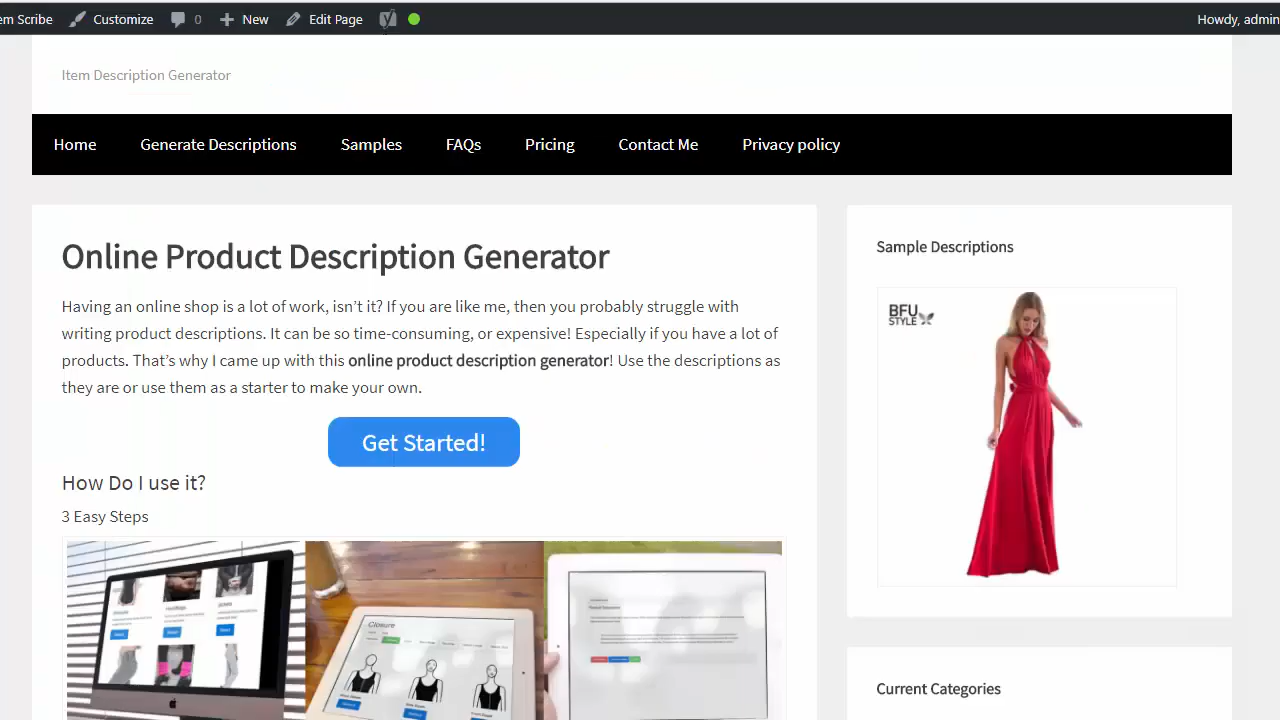 em Scribe Customize 0 New Edit Page Howdy, admin
Item Description Generator
Home Generate Descriptions Samples FAQs Pricing Contact Me Privacy policy
Online Product Description Generator
Having an online shop is a lot of work, isn’t it? If you are like me, then you probably struggle with
writing product descriptions. It can be so time-consuming, or expensive! Especially if you have a lot of
products. That’s why I came up with this online product description generator! Use the descriptions as
they are or use them as a starter to make your own.
Get Started!
How Do I use it?
3 Easy Steps
Closure
Sample Descriptions
BFU
STYLE
Current Categories